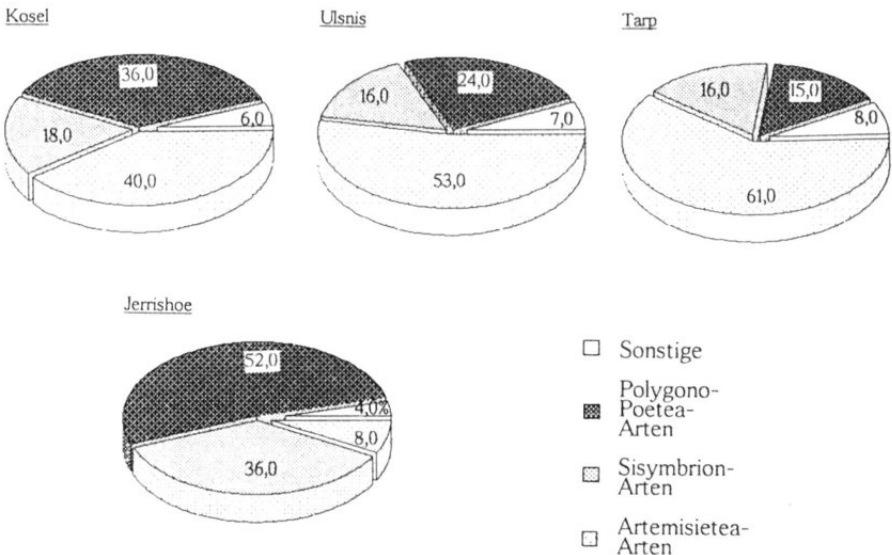 Kosel
Ulsnis
Tarp
36,0
6,0
18,0
40,0
24,0
16,0
7,0
53,0
16,0
15,0
8,0
61,0
Jerrishoe
52,0
4,0%
8,0
36,0
Sonstige
Polygono-
Poetea-
Arten
Sisymbrion-
Arten
Artemisietea-
Arten